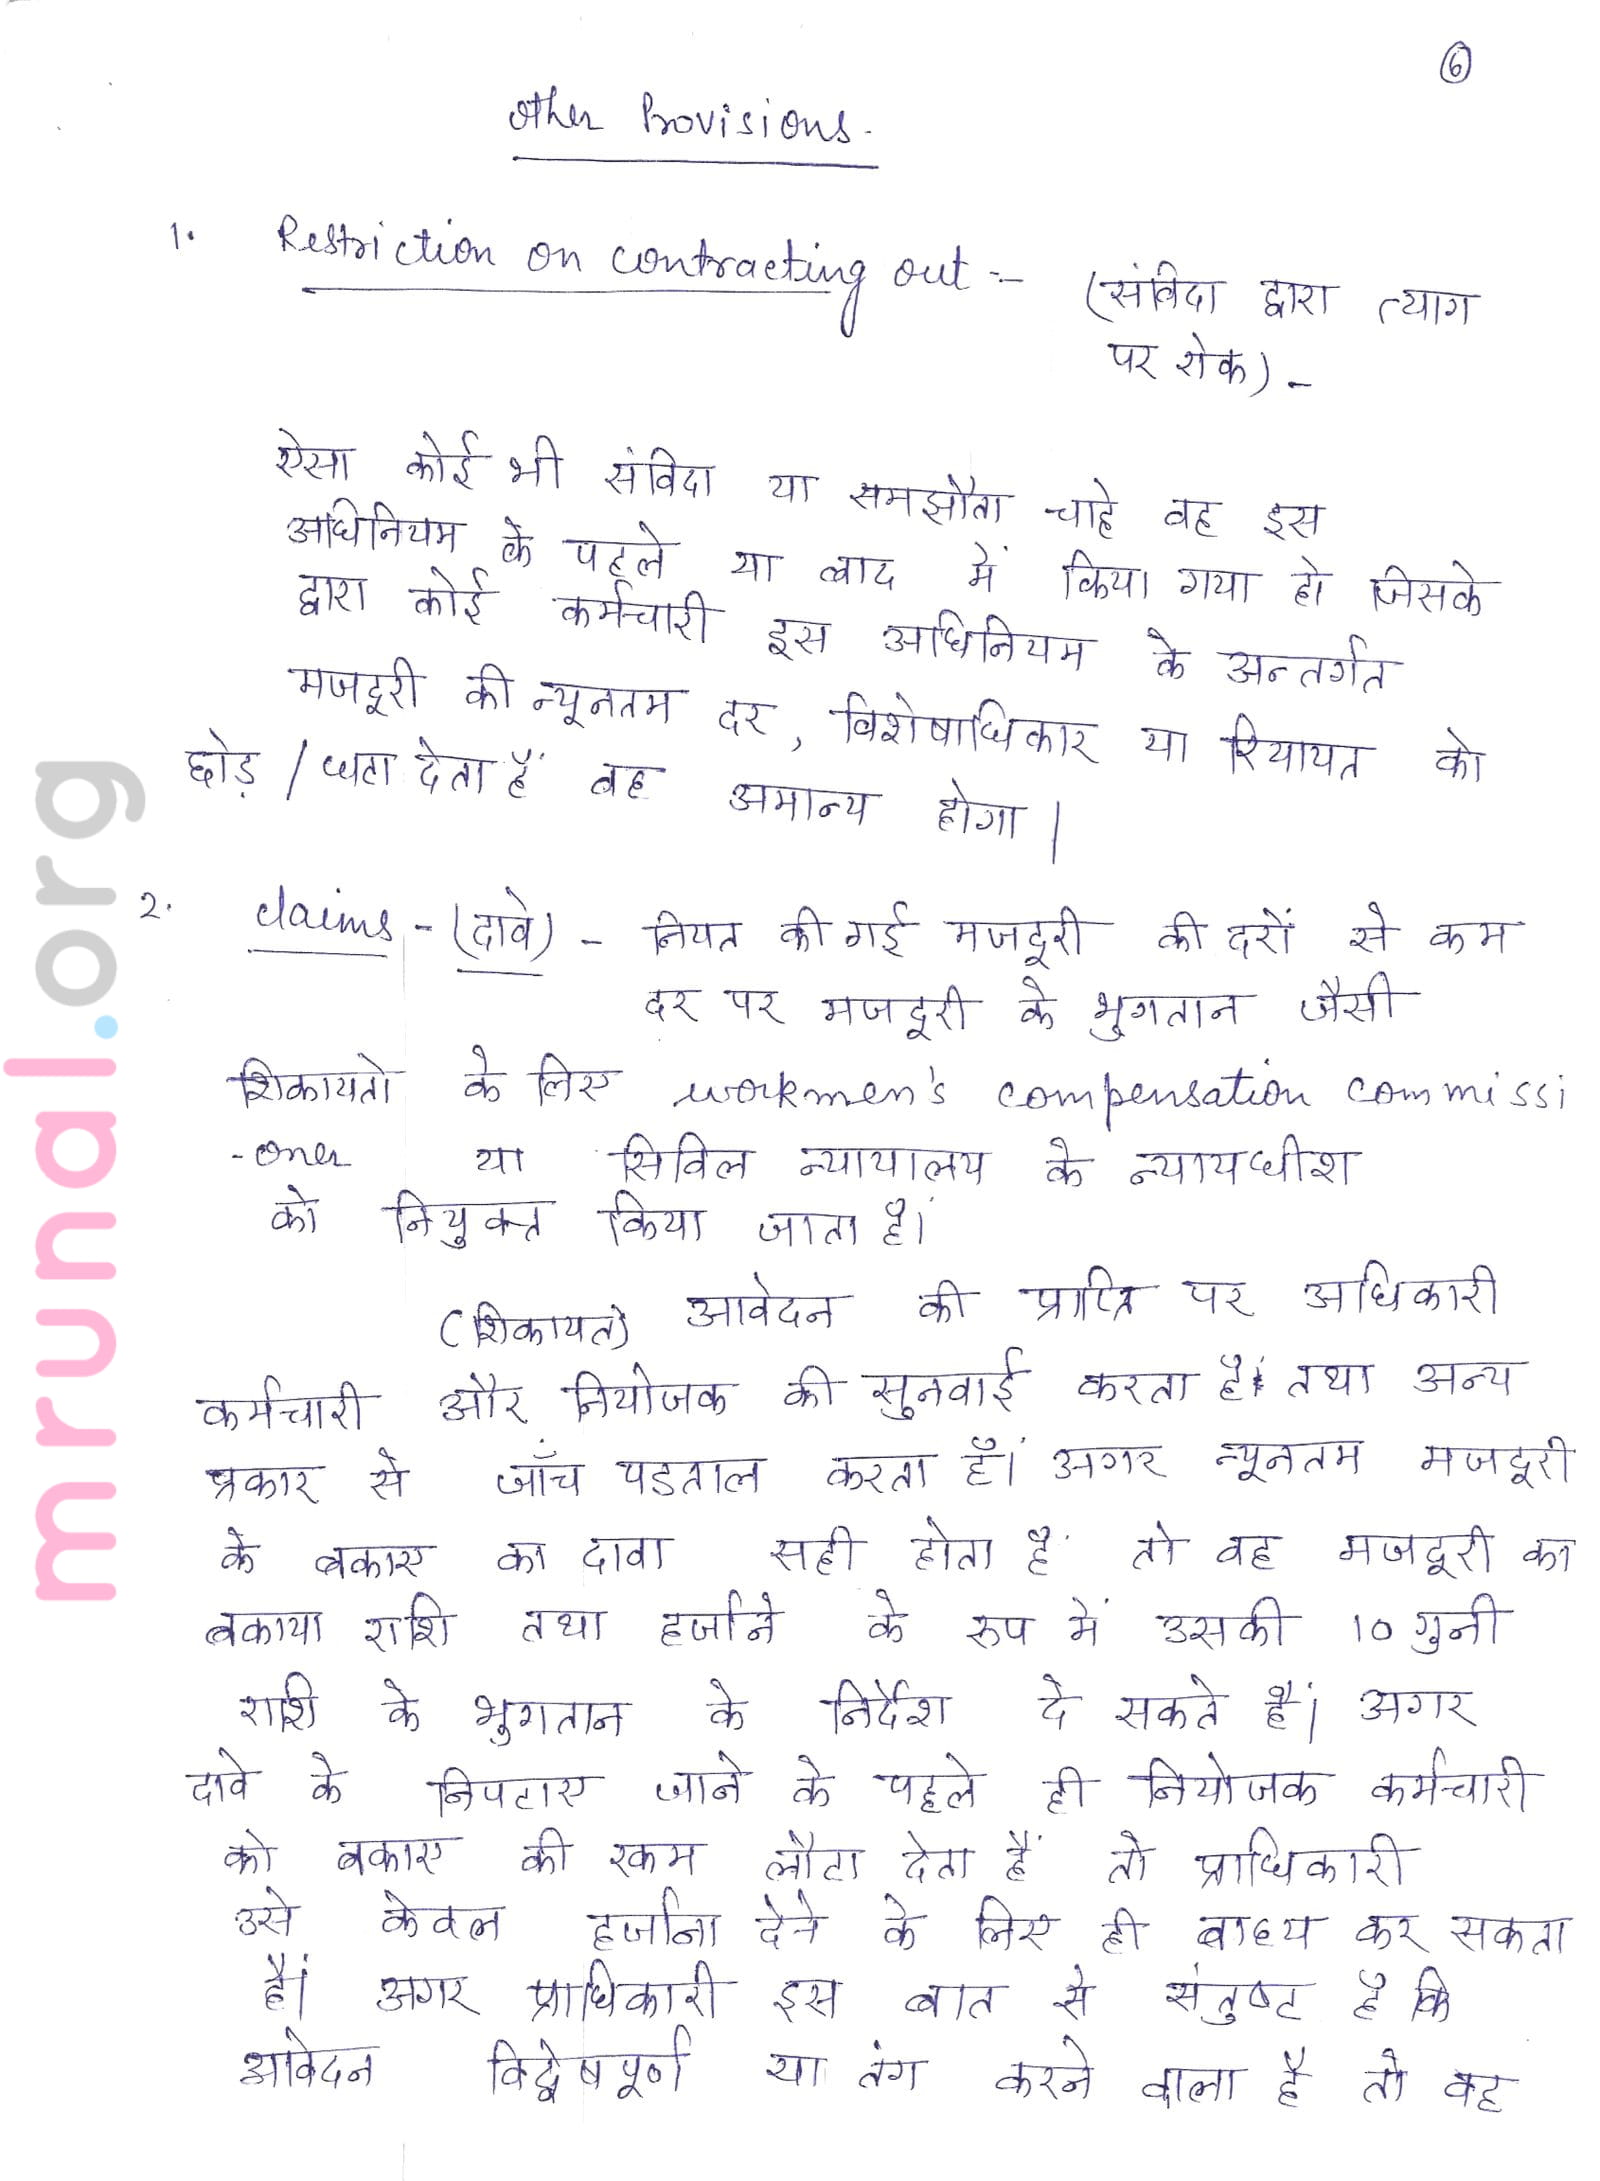 6
Other Provisions.
1. Restriction on contracting out :- (संविदा द्वारा त्याग
पर रोक) -
ऐसा कोई भी संविदा या समझौता चाहे वह इस
अधिनियम के पहले या बाद में किया गया हो जिसके
द्वारा कोई कर्मचारी इस अधिनियम के अन्तर्गत
मजदूरी की न्यूनतम दर, विशेषाधिकार या रियायत को
छोड़ / घटा देता हैं वह अमान्य होगा |
2. claims - (दावे) - नियत की गई मजदूरी की दरों से कम
दर पर मजदूरी के भुगतान जैसी
शिकायतो के लिए workmen's compensation commissi
-oner या सिविल न्यायालय के न्यायधीश
को नियुक्त किया जाता है।
(शिकायत) आवेदन की प्राप्ति पर अधिकारी
कर्मचारी और नियोजक की सुनवाई करता है तथा अन्य
प्रकार से जाँच पडताल करता हैं। अगर न्यूनतम मजदूरी
के बकाए का दावा सही होता है तो वह मजदूरी का
बकाया राशि तथा हर्जाने के रूप में उसकी 10 गुनी
राशि के भुगतान के निर्देश दे सकते हैं। अगर
दावे के निपटाए जाने के पहले ही नियोजक कर्मचारी
को बकाए की रकम लौटा देता हैं तो प्राधिकारी
उसे केवल हर्जाना देने के लिए ही बाध्य कर सकता
हैं। अगर प्राधिकारी इस बात से संतुष्ट है कि
आवेदन विद्वेषपूर्ण या तंग करने वाला है तो वह
mrunal.org